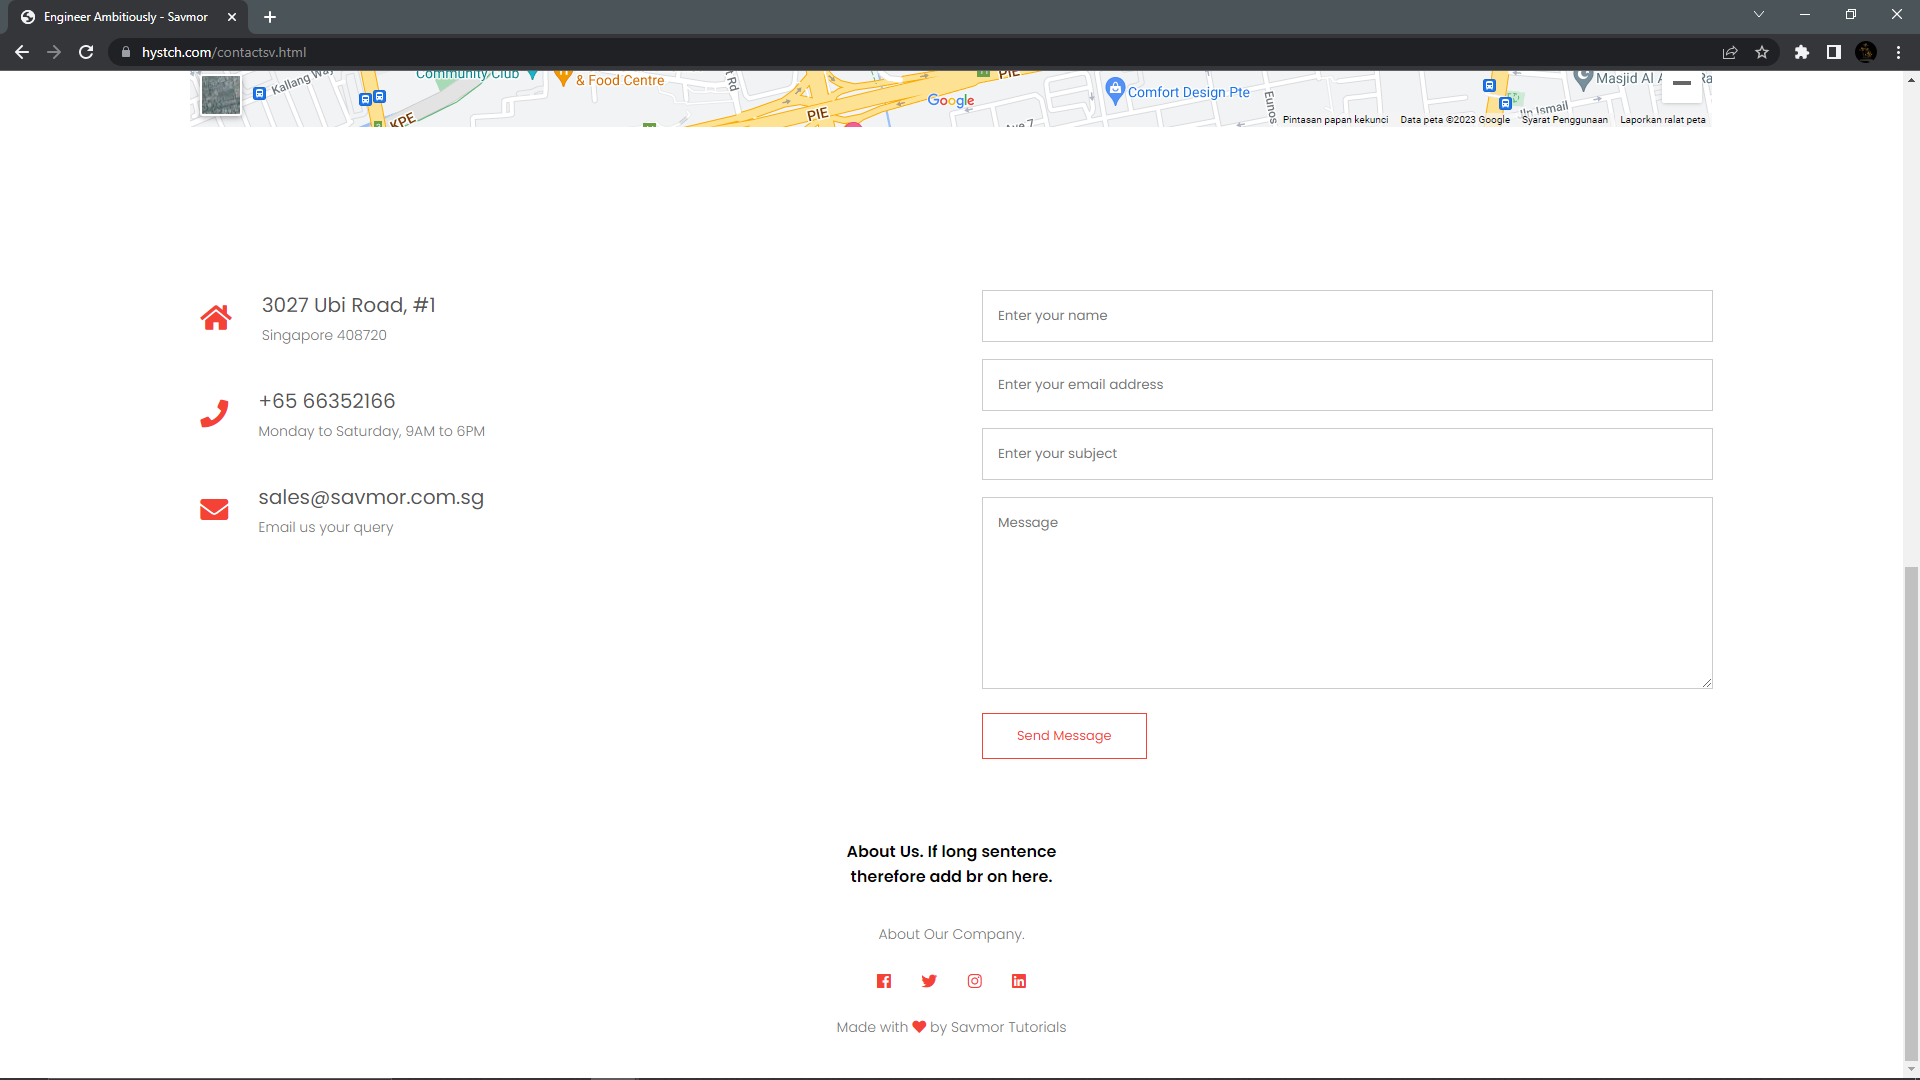 Engineer Ambitiously - Savmor
hystch.com/contactsv.html
Community Club
& Food Centre
Kallang Way
KPE
PIE
PIE
Google
Comfort Design Pte
Eunos
Masjid Al
Jln Ismail
Pintasan papan kekunci
Data peta ©2023 Google
Syarat Penggunaan
Laporkan ralat peta
3027 Ubi Road, #1
Singapore 408720
+65 66352166
Monday to Saturday, 9AM to 6PM
sales@savmor.com.sg
Email us your query
Enter your name
Enter your email address
Enter your subject
Message
Send Message
About Us. If long sentence
therefore add br on here.
About Our Company.
Made with ❤ by Savmor Tutorials